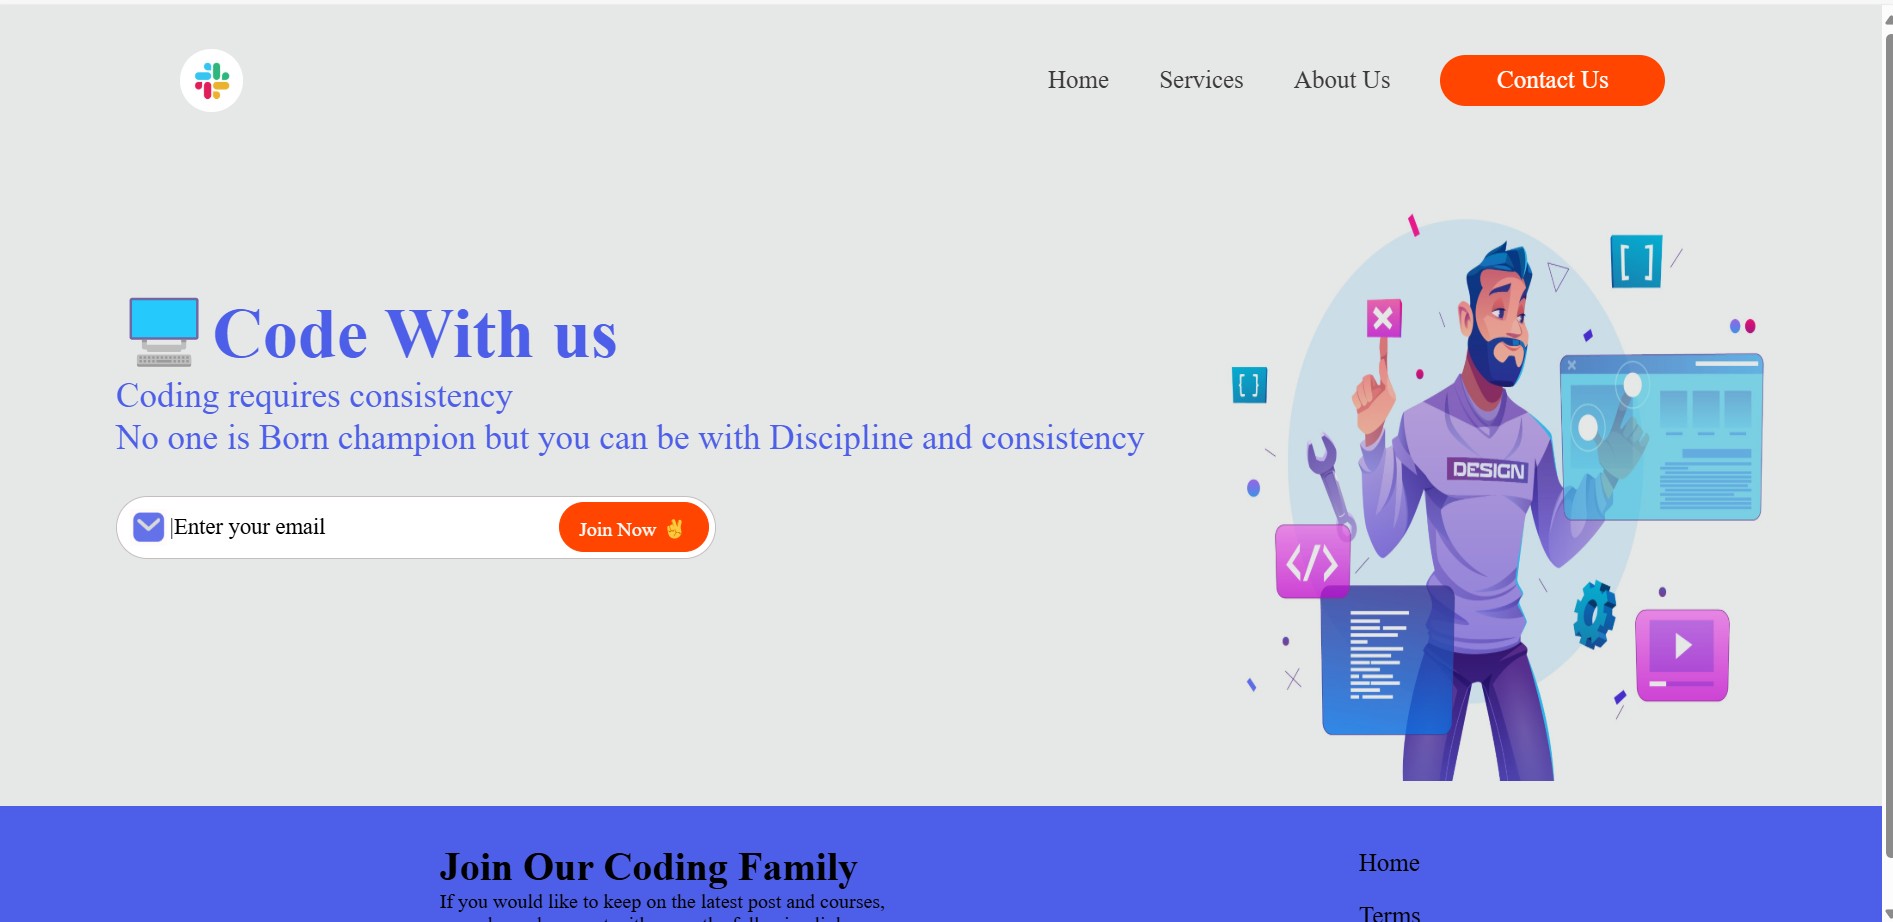 Home Services About Us Contact Us
Code With us
Coding requires consistency
No one is Born champion but you can be with Discipline and consistency
|Enter your email Join Now ✌
[ ]
{ }
DESIGN
</>
Join Our Coding Family
If you would like to keep on the latest post and courses,
Home
Terms